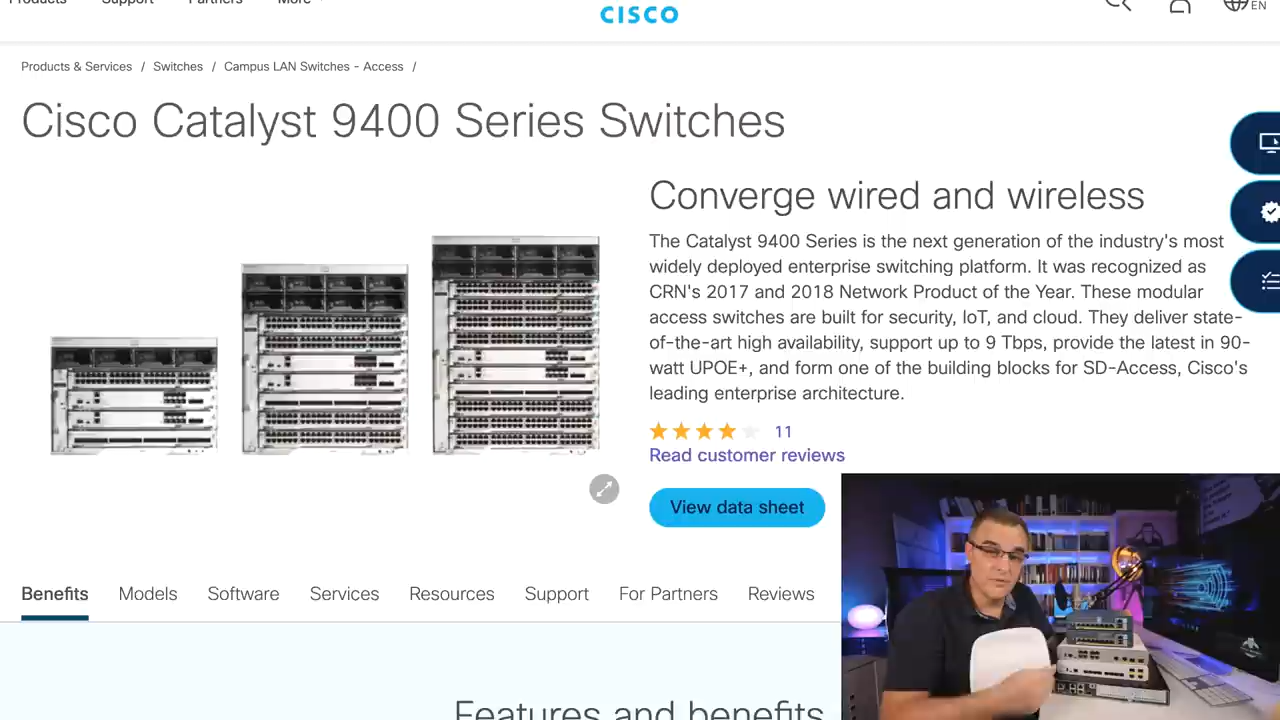 Products Support Partners More
CISCO
EN
Products & Services / Switches / Campus LAN Switches - Access /
Cisco Catalyst 9400 Series Switches
Converge wired and wireless
The Catalyst 9400 Series is the next generation of the industry's most
widely deployed enterprise switching platform. It was recognized as
CRN's 2017 and 2018 Network Product of the Year. These modular
access switches are built for security, IoT, and cloud. They deliver state-
of-the-art high availability, support up to 9 Tbps, provide the latest in 90-
watt UPOE+, and form one of the building blocks for SD-Access, Cisco's
leading enterprise architecture.
11
Read customer reviews
View data sheet
Benefits Models Software Services Resources Support For Partners Reviews
Features and benefits